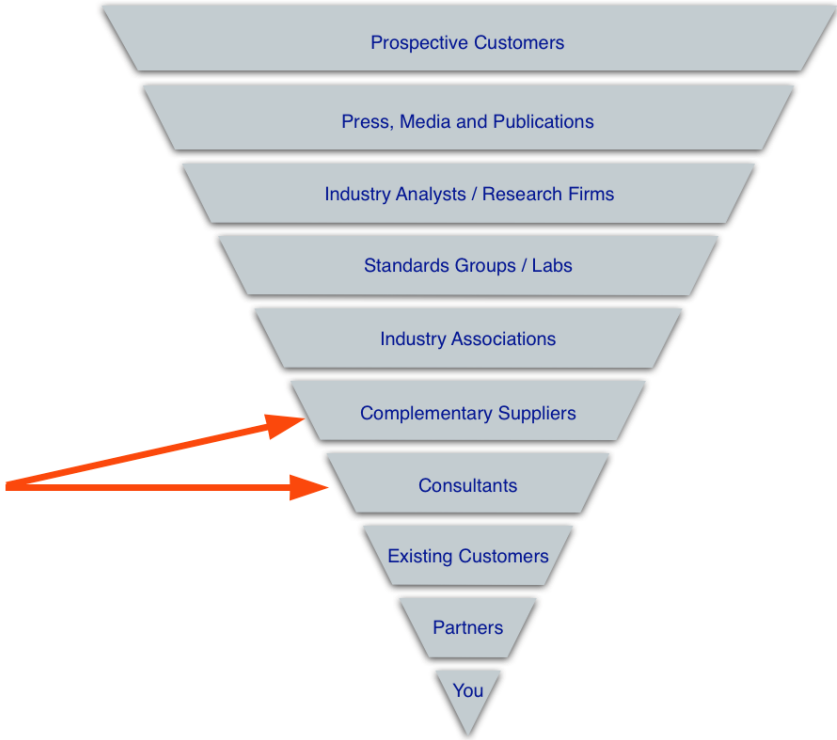 Prospective Customers
Press, Media and Publications
Industry Analysts / Research Firms
Standards Groups / Labs
Industry Associations
Complementary Suppliers
Consultants
Existing Customers
Partners
You